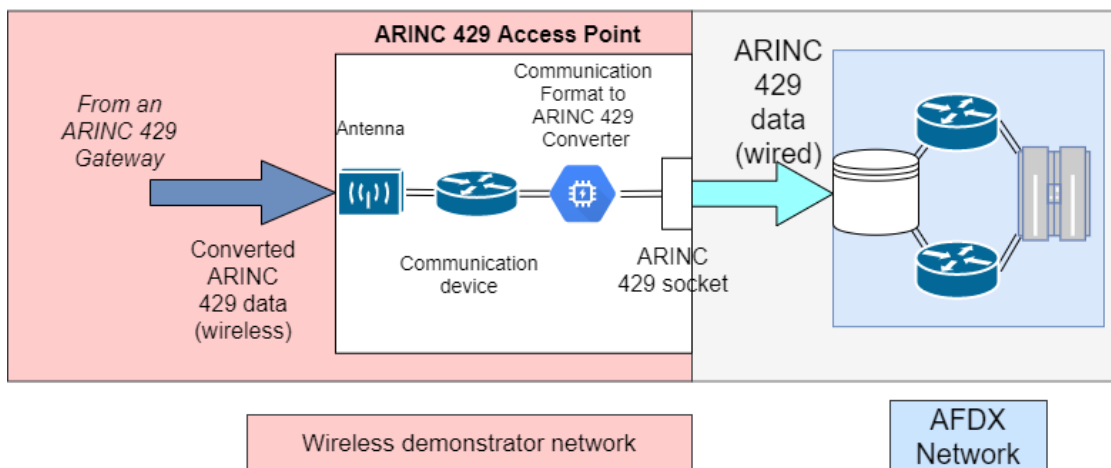 ARINC 429 Access Point
From an
ARINC 429
Gateway
Converted
ARINC
429 data
(wireless)
Antenna
Communication
device
Communication
Format to
ARINC 429
Converter
ARINC
429 socket
ARINC
429
data
(wired)
Wireless demonstrator network
AFDX
Network